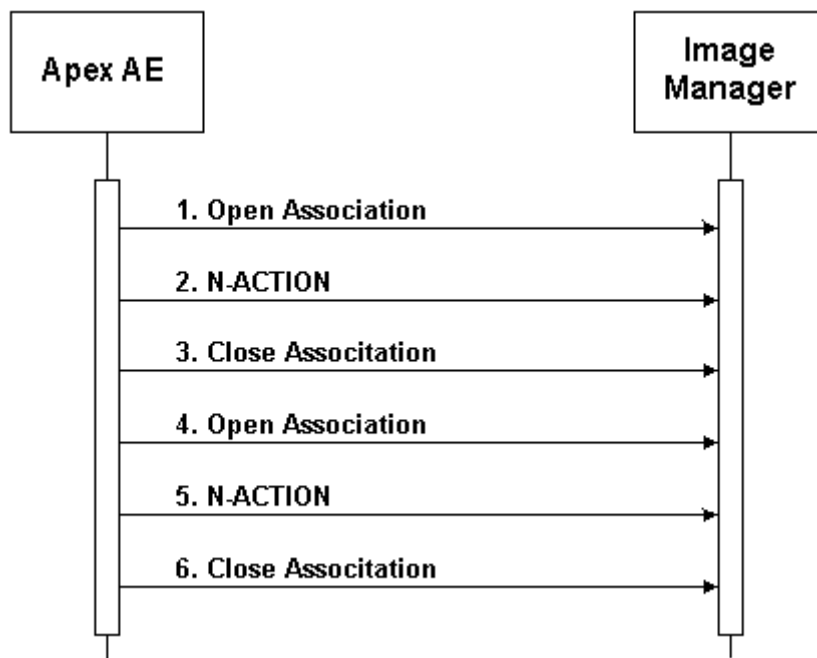 Apex AE
Image
Manager
1. Open Association
2. N-ACTION
3. Close Associtation
4. Open Association
5. N-ACTION
6. Close Associtation